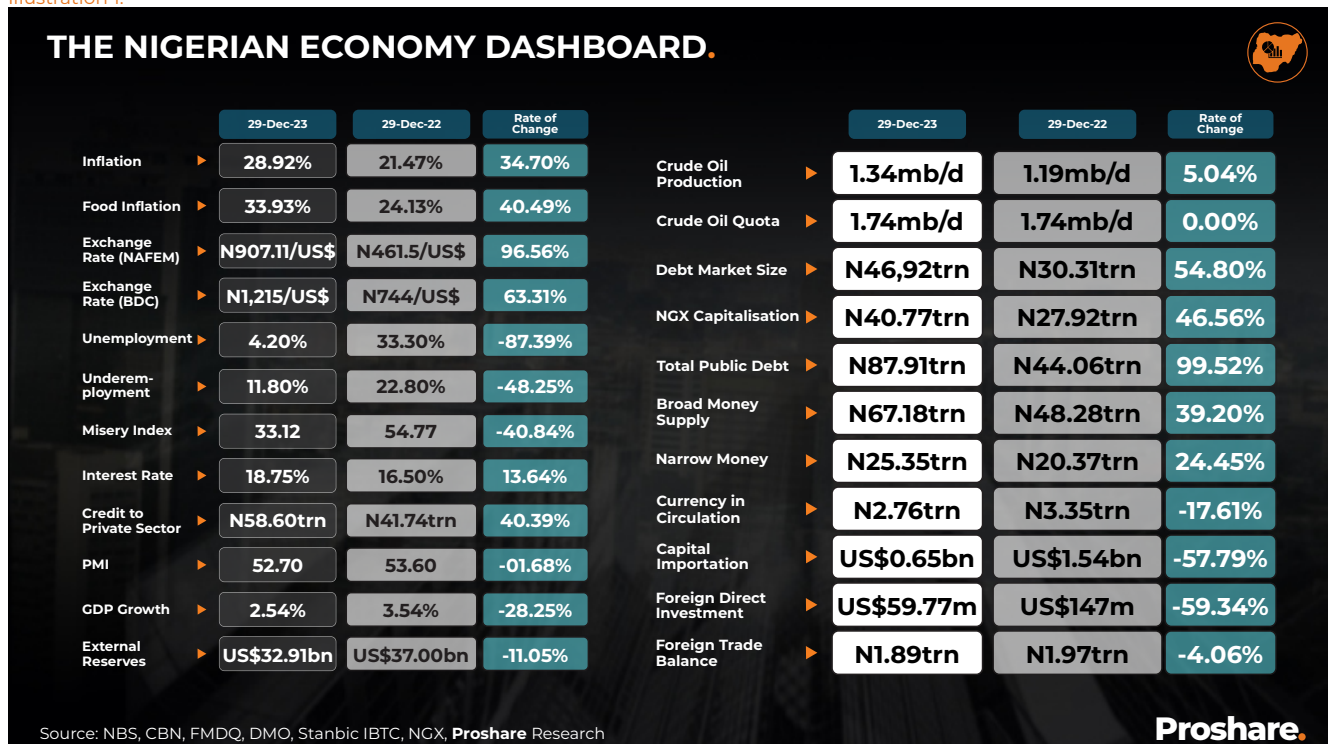 Illustration 1:
THE NIGERIAN ECONOMY DASHBOARD.
29-Dec-23 29-Dec-22 Rate of
Change
Inflation 28.92% 21.47% 34.70%
Food Inflation 33.93% 24.13% 40.49%
Exchange
Rate (NAFEM) N907.11/US$ N461.5/US$ 96.56%
Exchange
Rate (BDC) N1,215/US$ N744/US$ 63.31%
Unemployment 4.20% 33.30% -87.39%
Underem-
ployment 11.80% 22.80% -48.25%
Misery Index 33.12 54.77 -40.84%
Interest Rate 18.75% 16.50% 13.64%
Credit to
Private Sector N58.60trn N41.74trn 40.39%
PMI 52.70 53.60 -01.68%
GDP Growth 2.54% 3.54% -28.25%
External
Reserves US$32.91bn US$37.00bn -11.05%
29-Dec-23 29-Dec-22 Rate of
Change
Crude Oil
Production 1.34mb/d 1.19mb/d 5.04%
Crude Oil Quota 1.74mb/d 1.74mb/d 0.00%
Debt Market Size N46,92trn N30.31trn 54.80%
NGX Capitalisation N40.77trn N27.92trn 46.56%
Total Public Debt N87.91trn N44.06trn 99.52%
Broad Money
Supply N67.18trn N48.28trn 39.20%
Narrow Money N25.35trn N20.37trn 24.45%
Currency in
Circulation N2.76trn N3.35trn -17.61%
Capital
Importation US$0.65bn US$1.54bn -57.79%
Foreign Direct
Investment US$59.77m US$147m -59.34%
Foreign Trade
Balance N1.89trn N1.97trn -4.06%
Source: NBS, CBN, FMDQ, DMO, Stanbic IBTC, NGX, Proshare Research
Proshare.